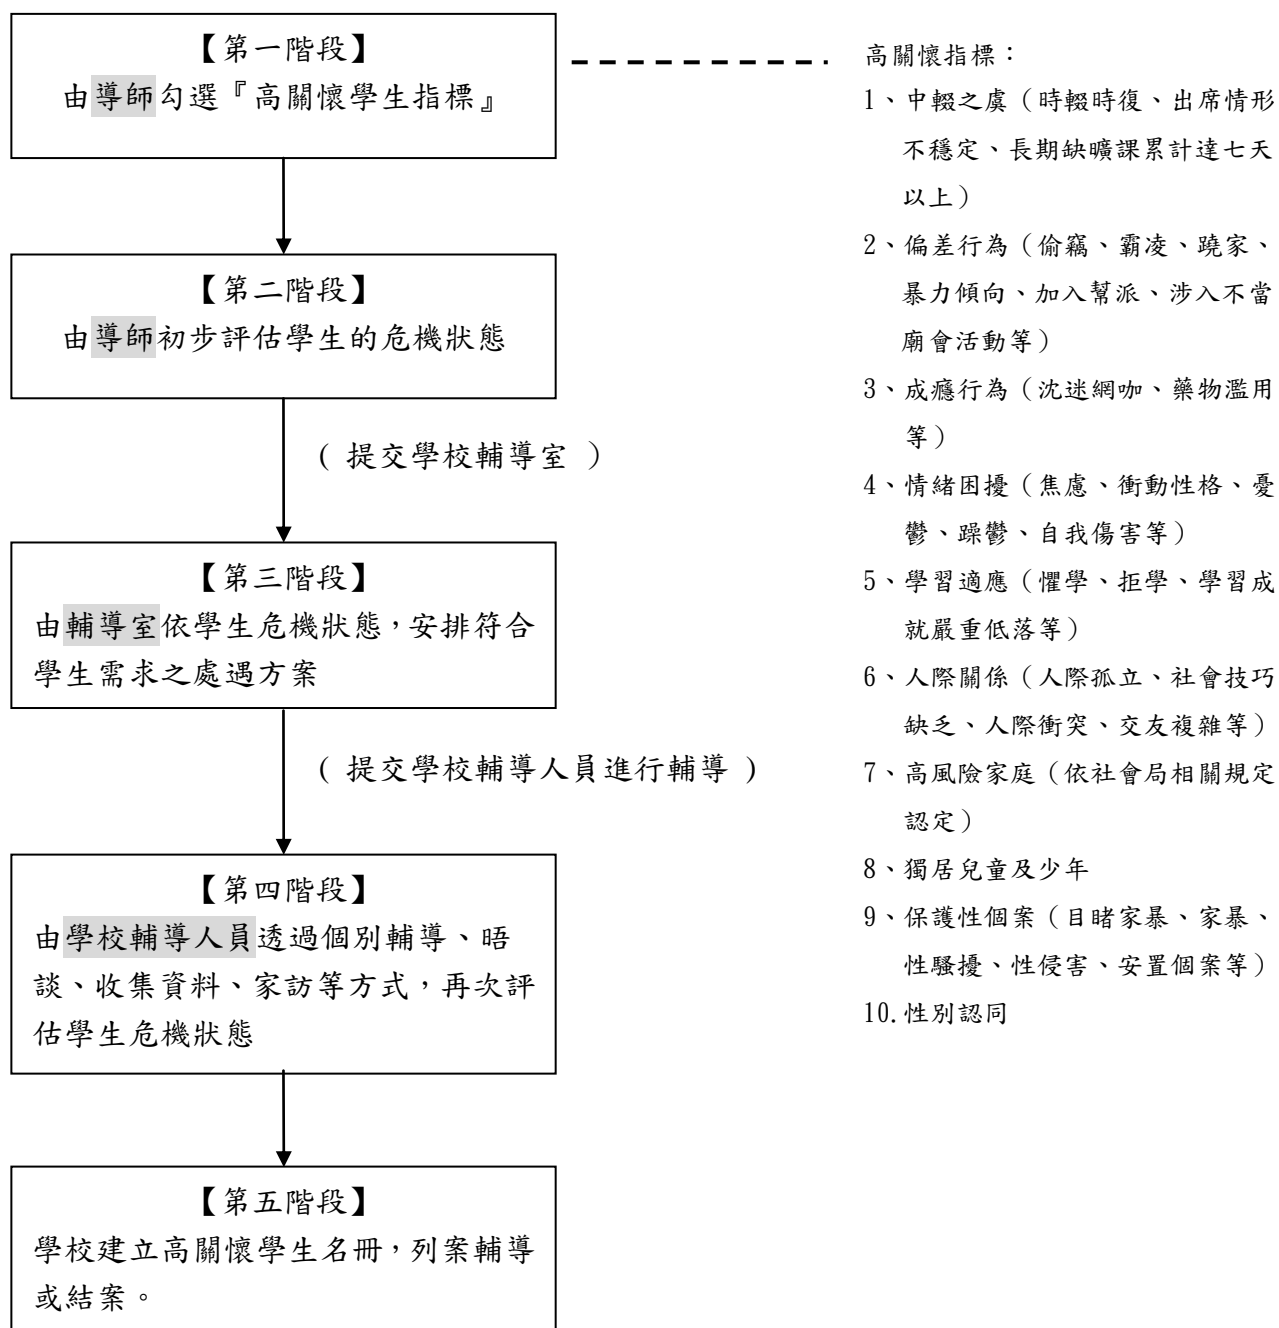 【第一階段】
由導師勾選『高關懷學生指標』
【第二階段】
由導師初步評估學生的危機狀態
( 提交學校輔導室 )
【第三階段】
由輔導室依學生危機狀態，安排符合
學生需求之處遇方案
( 提交學校輔導人員進行輔導 )
【第四階段】
由學校輔導人員透過個別輔導、晤
談、收集資料、家訪等方式，再次評
估學生危機狀態
【第五階段】
學校建立高關懷學生名冊，列案輔導
或結案。
高關懷指標：
1、中輟之虞（時輟時復、出席情形
不穩定、長期缺曠課累計達七天
以上）
2、偏差行為（偷竊、霸凌、蹺家、
暴力傾向、加入幫派、涉入不當
廟會活動等）
3、成癮行為（沈迷網咖、藥物濫用
等）
4、情緒困擾（焦慮、衝動性格、憂
鬱、躁鬱、自我傷害等）
5、學習適應（懼學、拒學、學習成
就嚴重低落等）
6、人際關係（人際孤立、社會技巧
缺乏、人際衝突、交友複雜等）
7、高風險家庭（依社會局相關規定
認定）
8、獨居兒童及少年
9、保護性個案（目睹家暴、家暴、
性騷擾、性侵害、安置個案等）
10.性別認同